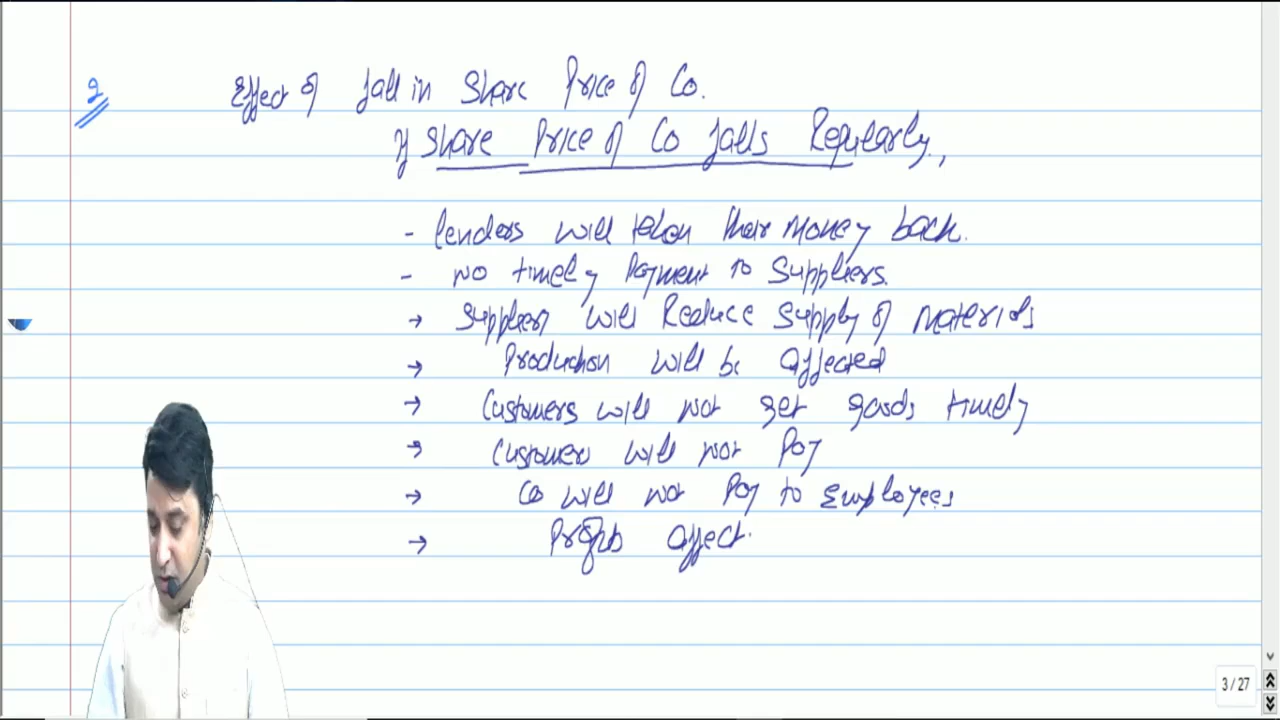 2
Effect of fall in Share Price of Co.
If Share Price of Co falls Regularly,
- lenders will taken their money back.
- No timely Payment to Suppliers.
→ Suppliers will Reduce Supply of Materials
→ Production will be affected
→ Customers will not get goods timely
→ Customers will not Pay
→ Co will not Pay to Employees
→ Profits affect.
3 / 27